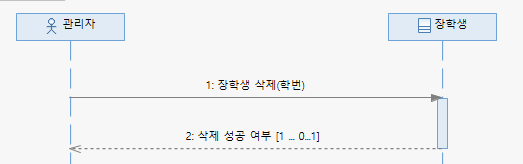 관리자
장학생
1: 장학생 삭제(학번)
2: 삭제 성공 여부 [1 ... 0...1]